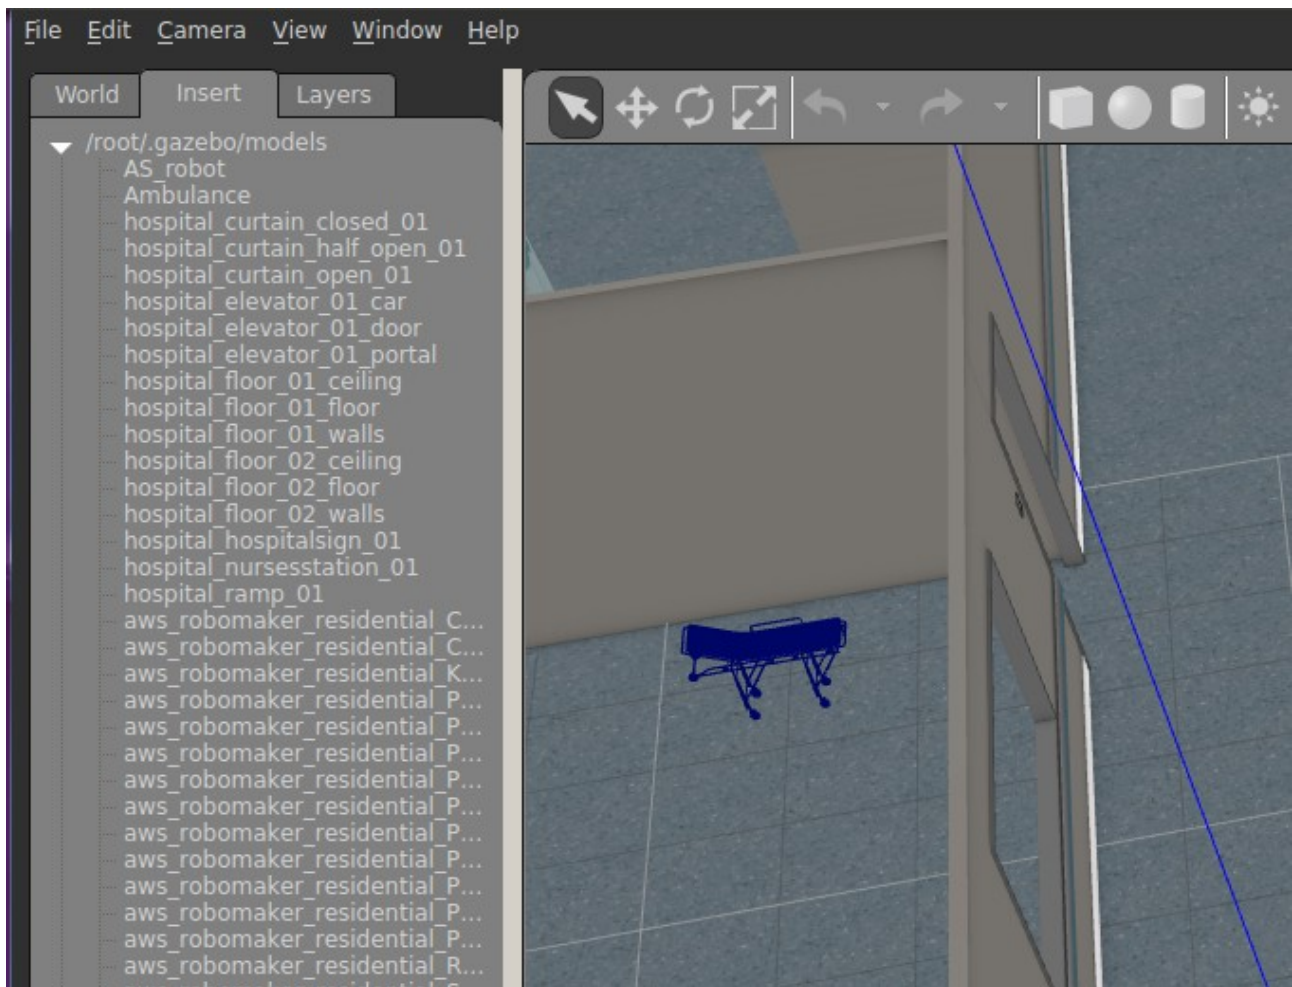 File Edit Camera View Window Help
World Insert Layers
/root/.gazebo/models
AS_robot
Ambulance
hospital_curtain_closed_01
hospital_curtain_half_open_01
hospital_curtain_open_01
hospital_elevator_01_car
hospital_elevator_01_door
hospital_elevator_01_portal
hospital_floor_01_ceiling
hospital_floor_01_floor
hospital_floor_01_walls
hospital_floor_02_ceiling
hospital_floor_02_floor
hospital_floor_02_walls
hospital_hospitalsign_01
hospital_nursesstation_01
hospital_ramp_01
aws_robomaker_residential_C...
aws_robomaker_residential_C...
aws_robomaker_residential_K...
aws_robomaker_residential_P...
aws_robomaker_residential_P...
aws_robomaker_residential_P...
aws_robomaker_residential_P...
aws_robomaker_residential_P...
aws_robomaker_residential_P...
aws_robomaker_residential_P...
aws_robomaker_residential_P...
aws_robomaker_residential_P...
aws_robomaker_residential_P...
aws_robomaker_residential_R...